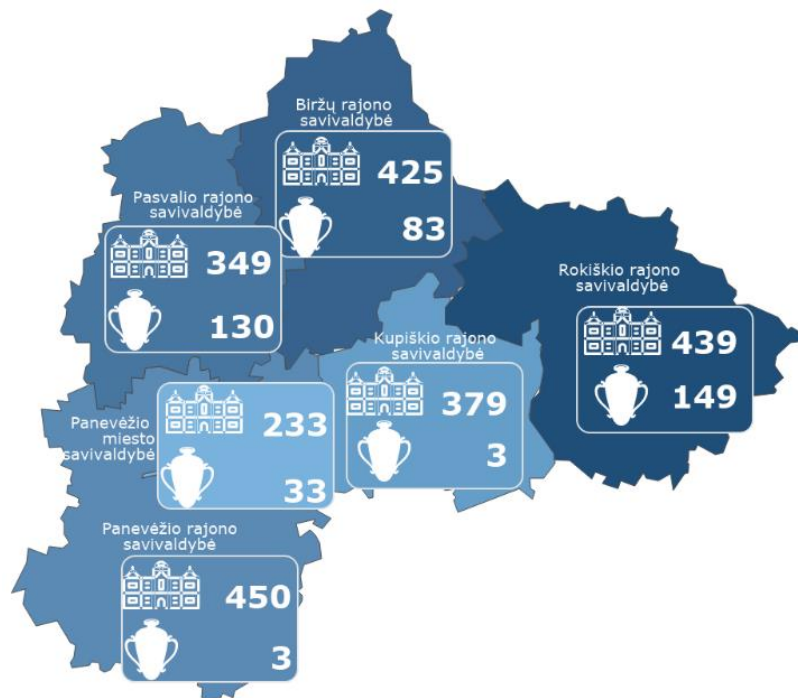 Biržų rajono
savivaldybė
425
83
Pasvalio rajono
savivaldybė
349
130
Rokiškio rajono
savivaldybė
439
149
Kupiškio rajono
savivaldybė
379
3
Panevėžio
miesto
savivaldybė
233
33
Panevėžio rajono
savivaldybė
450
3